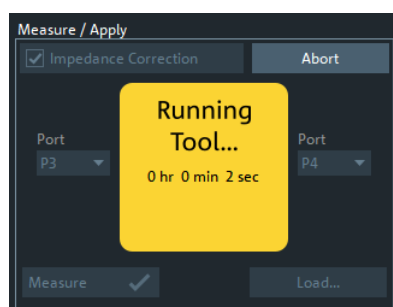 Measure / Apply
Impedance Correction
Abort
Running
Tool...
0 hr 0 min 2 sec
Port
P3
Port
P4
Measure
Load...